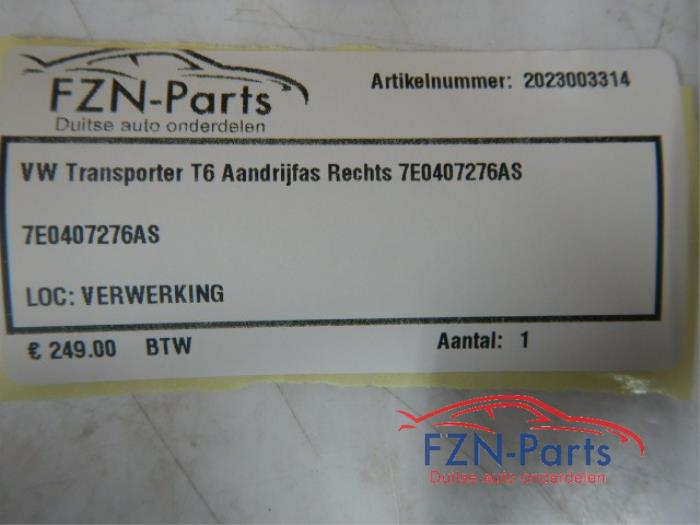 FZN-Parts
Duitse auto onderdelen
Artikelnummer: 2023003314
VW Transporter T6 Aandrijfas Rechts 7E0407276AS
7E0407276AS
LOC: VERWERKING
€ 249.00 BTW
Aantal: 1
FZN-Parts
Duitse auto onderdelen